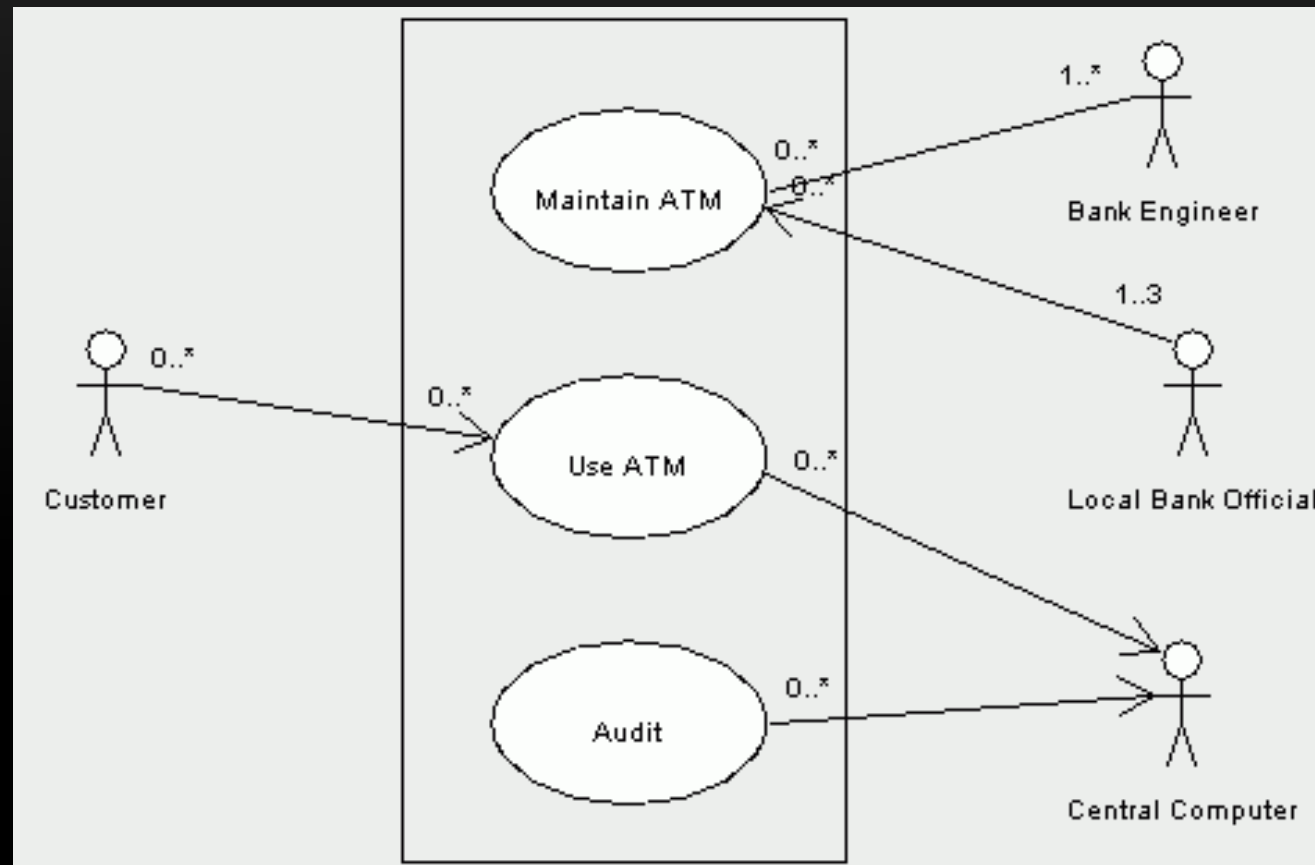 1..*
0..*
Maintain ATM
0..*
Bank Engineer
1..3
0..*
0..*
Use ATM
0..*
Customer
Local Bank Official
0..*
Audit
Central Computer